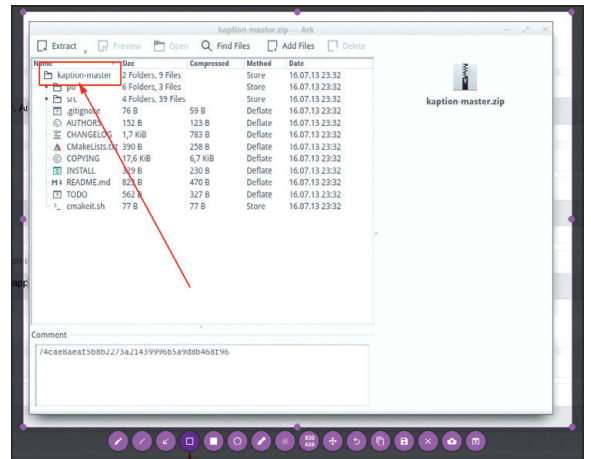 kaption-master.zip — Ark
Extract Preview Open Find Files Add Files Delete
Name Size Compressed Method Date
kaption-master 2 Folders, 9 Files Store 16.07.13 23:32
po 6 Folders, 3 Files Store 16.07.13 23:32
src 4 Folders, 39 Files Store 16.07.13 23:32
.gitignore 76 B 59 B Deflate 16.07.13 23:32
AUTHORS 152 B 123 B Deflate 16.07.13 23:32
CHANGELOG 1,7 KiB 783 B Deflate 16.07.13 23:32
CMakeLists.txt 390 B 258 B Deflate 16.07.13 23:32
COPYING 17,6 KiB 6,7 KiB Deflate 16.07.13 23:32
INSTALL 329 B 230 B Deflate 16.07.13 23:32
README.md 823 B 470 B Deflate 16.07.13 23:32
TODO 562 B 327 B Deflate 16.07.13 23:32
cmakeit.sh 77 B 77 B Store 16.07.13 23:32
kaption-master.zip
Comment
74cae8aeaf5b8b2273a21439996b5a9d8b468f96
830
628